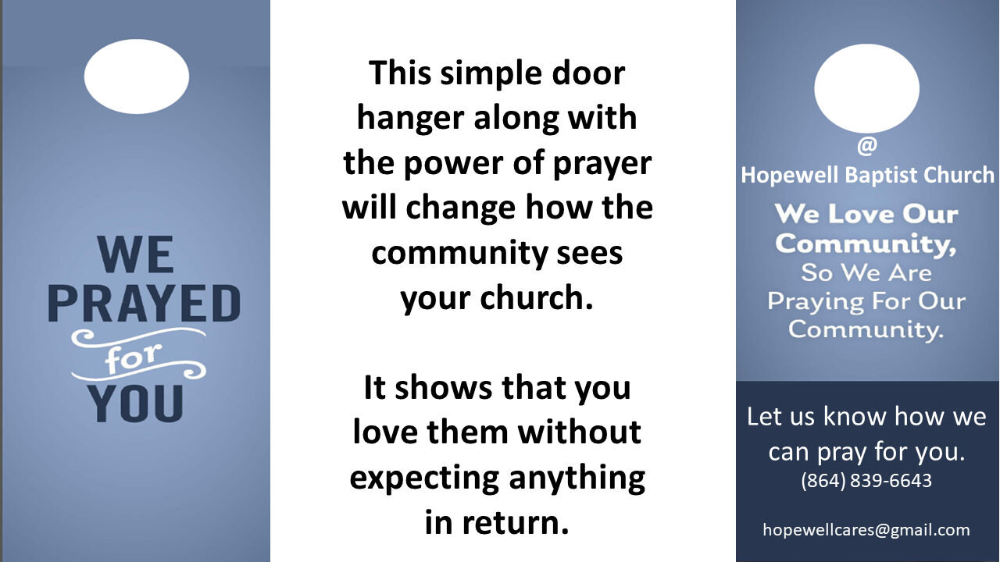 WE
PRAYED
for
YOU
This simple door
hanger along with
the power of prayer
will change how the
community sees
your church.
It shows that you
love them without
expecting anything
in return.
@
Hopewell Baptist Church
We Love Our
Community,
So We Are
Praying For Our
Community.
Let us know how we
can pray for you.
(864) 839-6643
hopewellcares@gmail.com